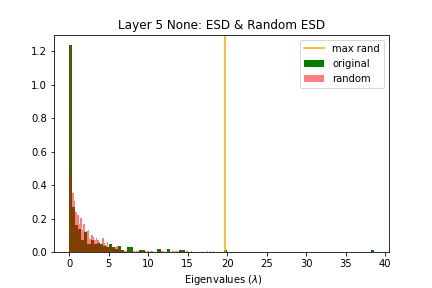 Layer 5 None: ESD & Random ESD
1.2
1.0
0.8
0.6
0.4
0.2
0.0
max rand
original
random
0 5 10 15 20 25 30 35 40
Eigenvalues (λ)